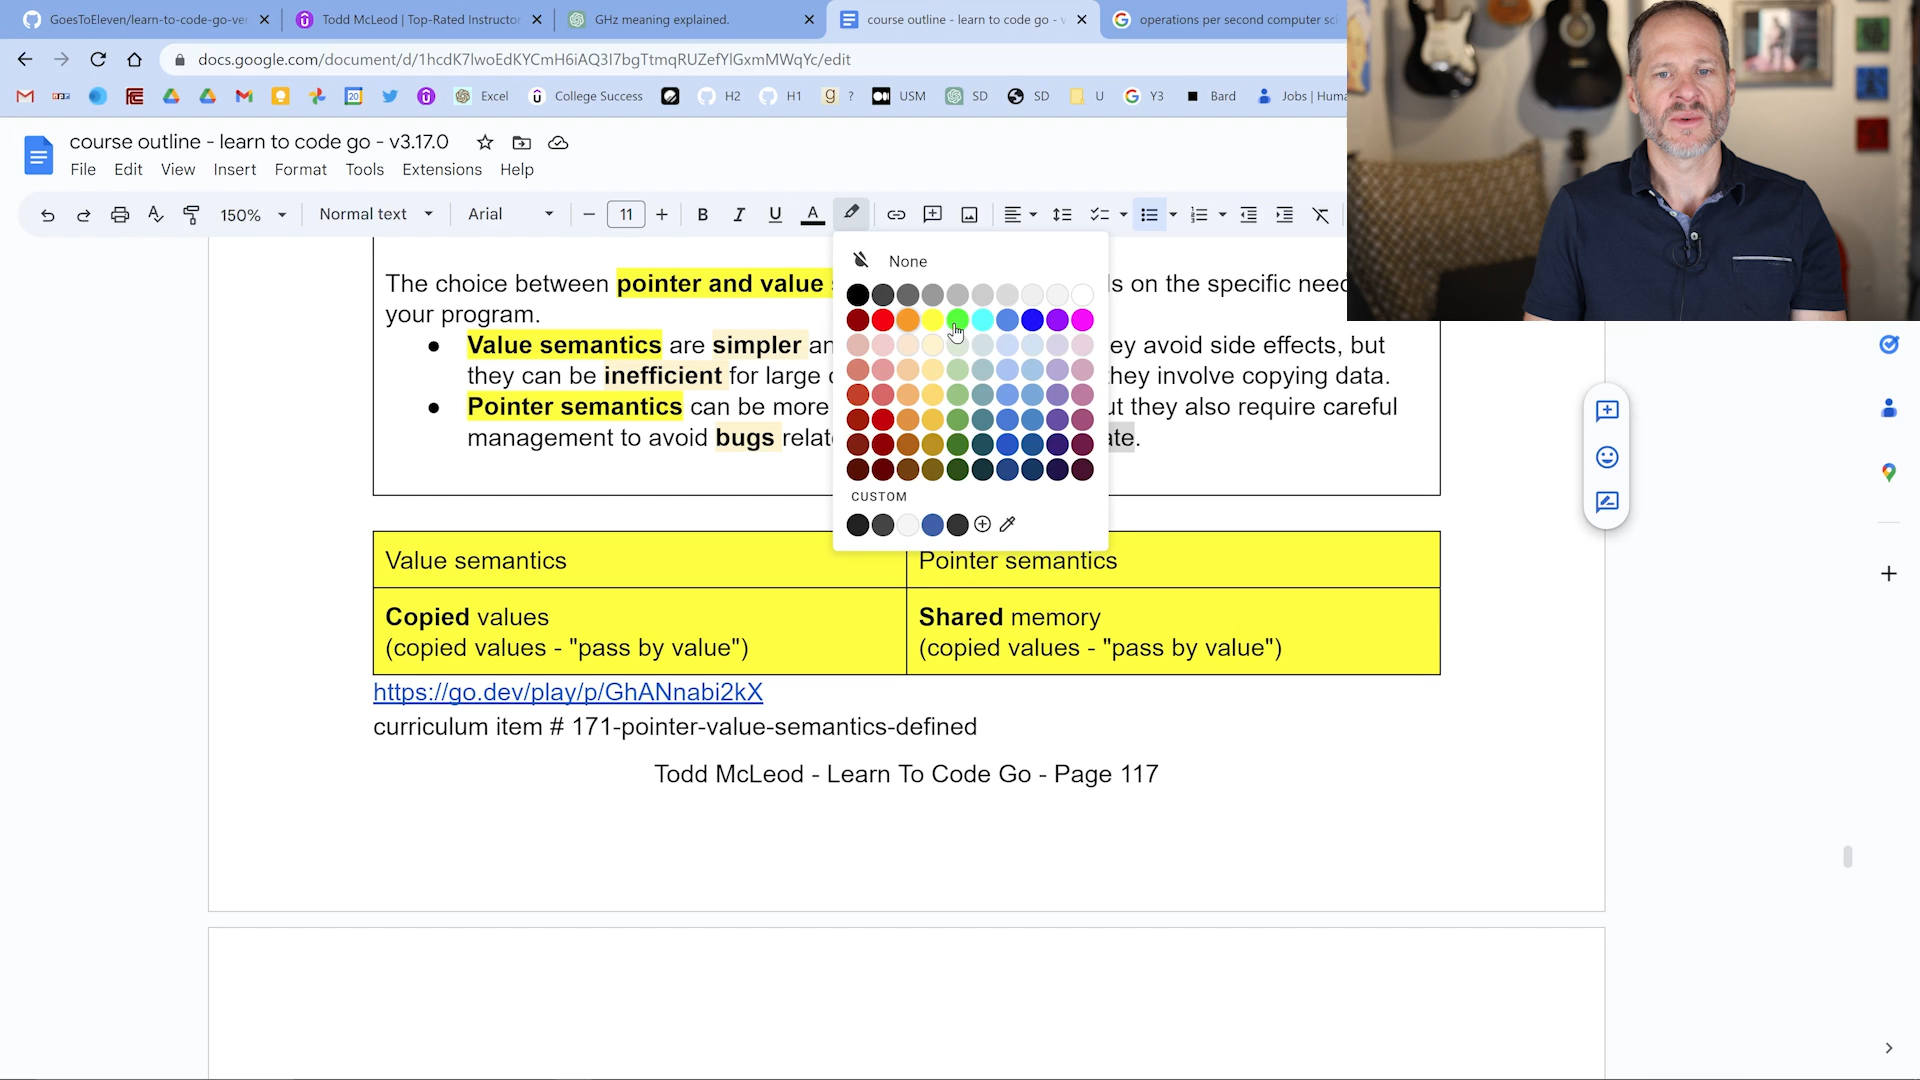 GoesToEleven/learn-to-code-go-ver
Todd McLeod | Top-Rated Instructor
GHz meaning explained.
course outline - learn to code go - v
operations per second computer sci
docs.google.com/document/d/1hcdK7lwoEdKYCmH6iAQ3I7bgTtmqRUZefYlGxmMWqYc/edit
Excel
College Success
H2
H1
?
USM
SD
SD
U
Y3
Bard
Jobs | Huma
course outline - learn to code go - v3.17.0
File Edit View Insert Format Tools Extensions Help
150% Normal text Arial 11
None
CUSTOM
The choice between pointer and value s on the specific need
your program.
Value semantics are simpler an ey avoid side effects, but
they can be inefficient for large they involve copying data.
Pointer semantics can be more ut they also require careful
management to avoid bugs relat ate.
Value semantics
Pointer semantics
Copied values
(copied values - "pass by value")
Shared memory
(copied values - "pass by value")
https://go.dev/play/p/GhANnabi2kX
curriculum item # 171-pointer-value-semantics-defined
Todd McLeod - Learn To Code Go - Page 117